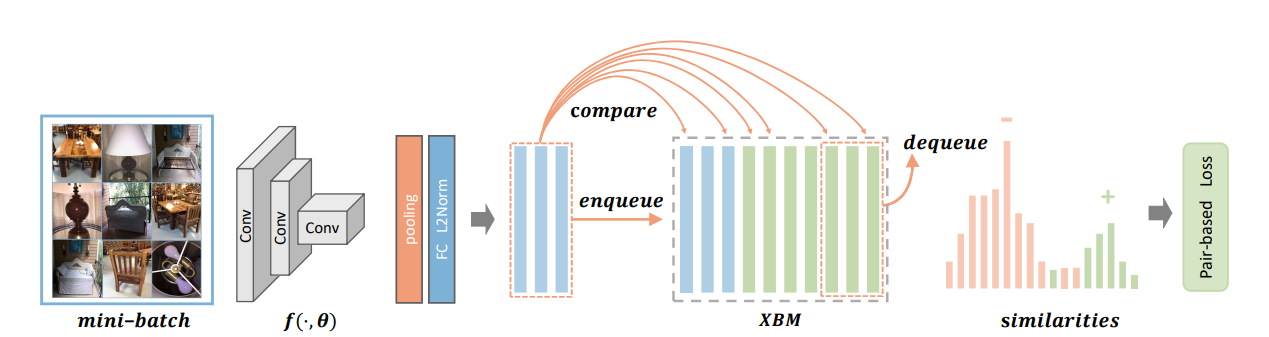 compare
dequeue
enqueue
Conv
Conv
Conv
pooling
FC L2Norm
−
+
Pair-based Loss
mini−batch
f(·,θ)
XBM
similarities